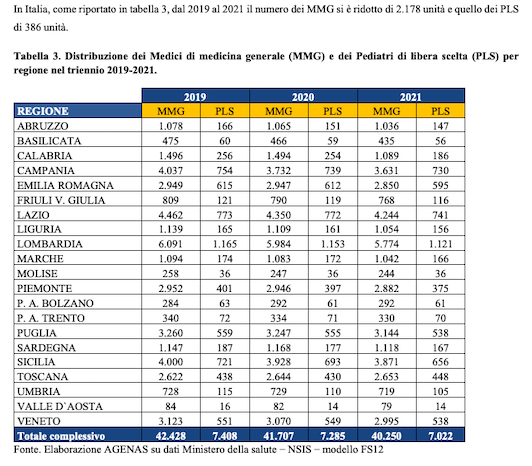 In Italia, come riportato in tabella 3, dal 2019 al 2021 il numero dei MMG si è ridotto di 2.178 unità e quello dei PLS
di 386 unità.
Tabella 3. Distribuzione dei Medici di medicina generale (MMG) e dei Pediatri di libera scelta (PLS) per
regione nel triennio 2019-2021.
2019 2020 2021
REGIONE MMG PLS MMG PLS MMG PLS
ABRUZZO 1.078 166 1.065 151 1.036 147
BASILICATA 475 60 466 59 435 56
CALABRIA 1.496 256 1.494 254 1.089 186
CAMPANIA 4.037 754 3.732 739 3.631 730
EMILIA ROMAGNA 2.949 615 2.947 612 2.850 595
FRIULI V. GIULIA 809 121 790 119 768 116
LAZIO 4.462 773 4.350 772 4.244 741
LIGURIA 1.139 165 1.109 161 1.054 156
LOMBARDIA 6.091 1.165 5.984 1.153 5.774 1.121
MARCHE 1.094 174 1.083 172 1.042 166
MOLISE 258 36 247 36 244 36
PIEMONTE 2.952 401 2.946 397 2.882 375
P. A. BOLZANO 284 63 292 61 292 61
P. A. TRENTO 340 72 334 71 330 70
PUGLIA 3.260 559 3.247 555 3.144 538
SARDEGNA 1.147 187 1.168 177 1.118 167
SICILIA 4.000 721 3.928 693 3.871 656
TOSCANA 2.622 438 2.644 430 2.653 448
UMBRIA 728 115 729 110 719 105
VALLE D`AOSTA 84 16 82 14 79 14
VENETO 3.123 551 3.070 549 2.995 538
Totale complessivo 42.428 7.408 41.707 7.285 40.250 7.022
Fonte. Elaborazione AGENAS su dati Ministero della salute – NSIS – modello FS12